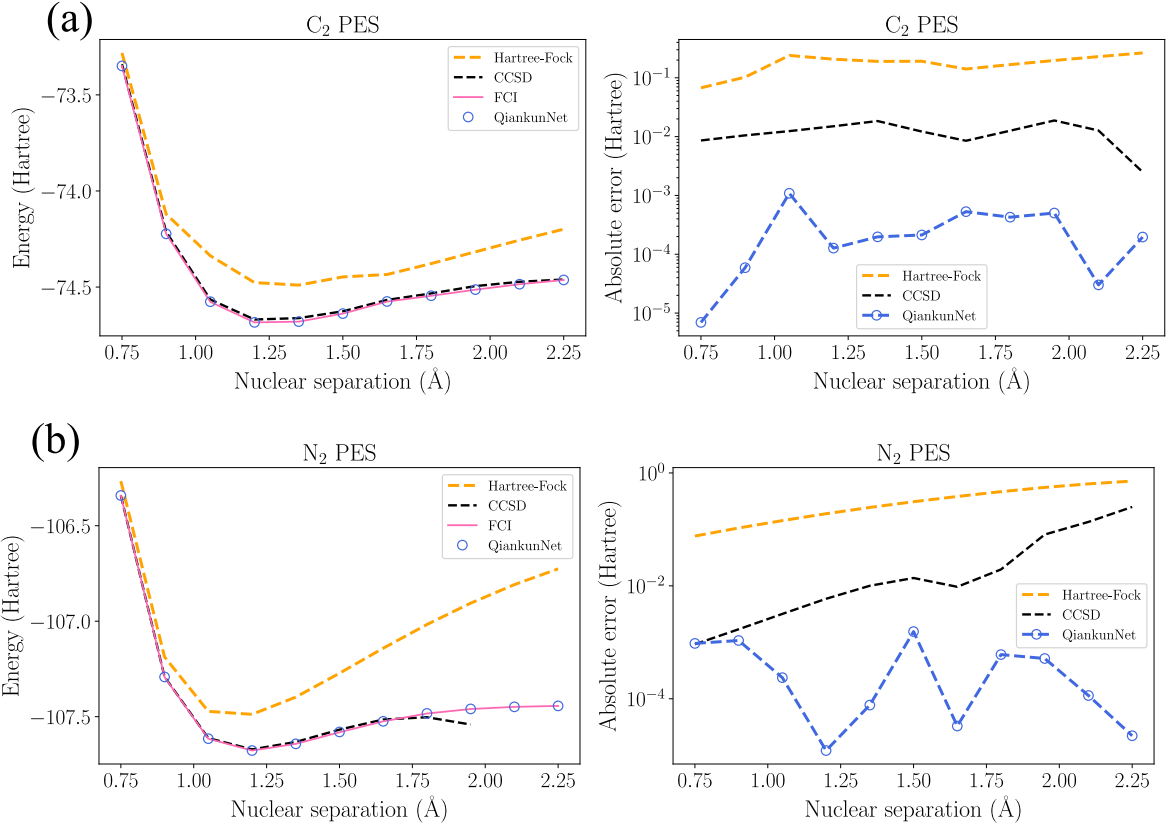 (a)
C₂ PES
Energy (Hartree)
−73.5
−74.0
−74.5
0.75 1.00 1.25 1.50 1.75 2.00 2.25
Nuclear separation (Å)
Hartree-Fock
CCSD
FCI
QiankunNet
C₂ PES
Absolute error (Hartree)
10⁻¹
10⁻²
10⁻³
10⁻⁴
10⁻⁵
0.75 1.00 1.25 1.50 1.75 2.00 2.25
Nuclear separation (Å)
Hartree-Fock
CCSD
QiankunNet
(b)
N₂ PES
Energy (Hartree)
−106.5
−107.0
−107.5
0.75 1.00 1.25 1.50 1.75 2.00 2.25
Nuclear separation (Å)
Hartree-Fock
CCSD
FCI
QiankunNet
N₂ PES
Absolute error (Hartree)
10⁰
10⁻²
10⁻⁴
0.75 1.00 1.25 1.50 1.75 2.00 2.25
Nuclear separation (Å)
Hartree-Fock
CCSD
QiankunNet